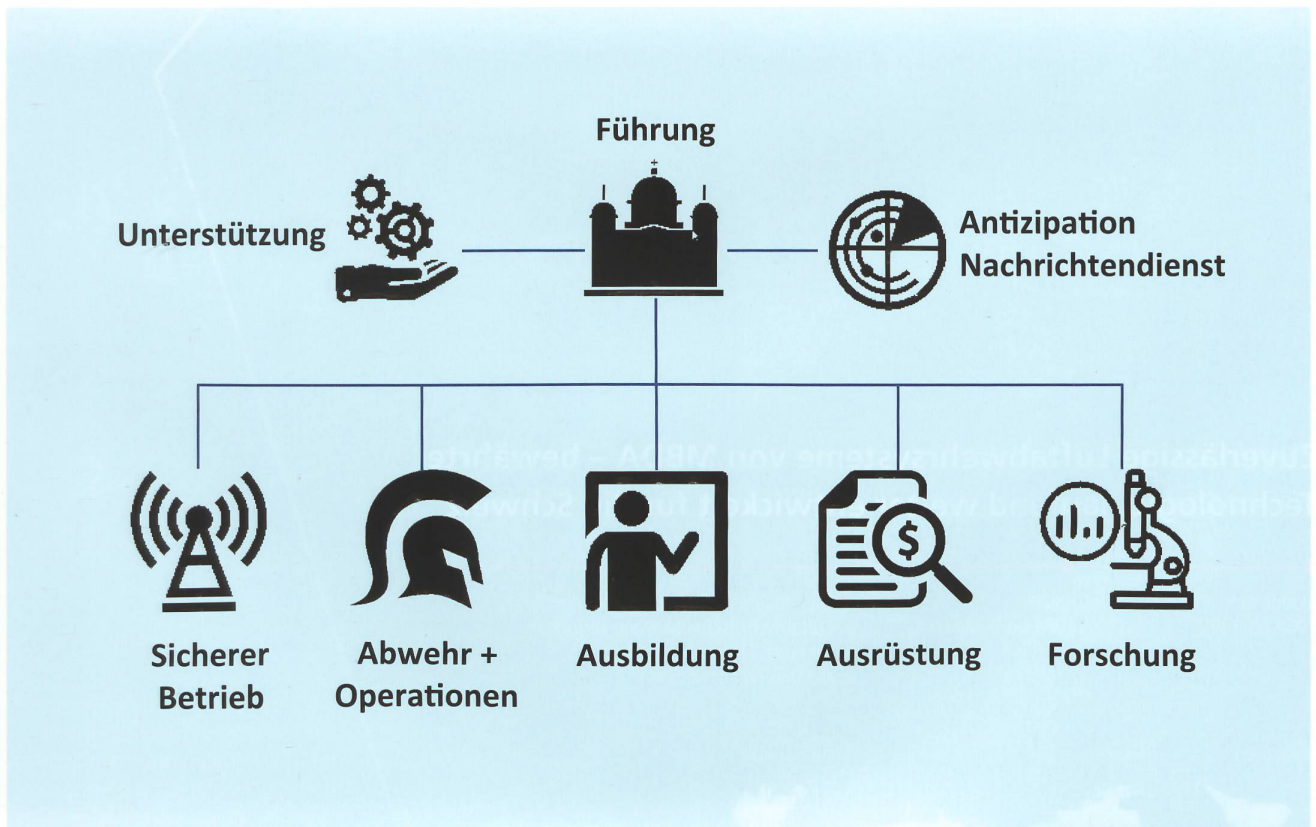 Führung
Unterstützung
Antizipation
Nachrichtendienst
$
Sicherer
Betrieb
Abwehr +
Operationen
Ausbildung
Ausrüstung
Forschung